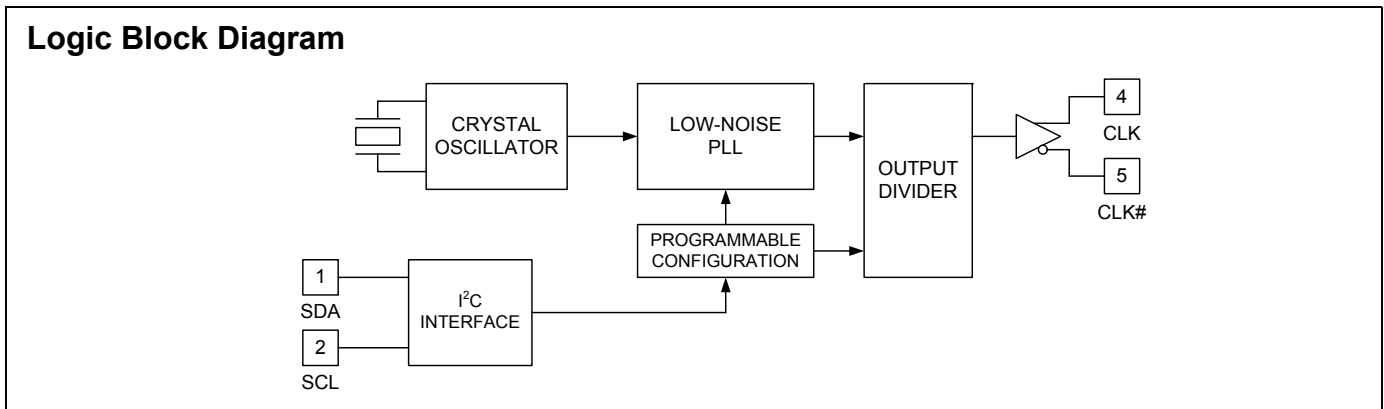 Logic Block Diagram
CRYSTAL
OSCILLATOR
LOW-NOISE
PLL
OUTPUT
DIVIDER
4
CLK
5
CLK#
PROGRAMMABLE
CONFIGURATION
1
SDA
I²C
INTERFACE
2
SCL